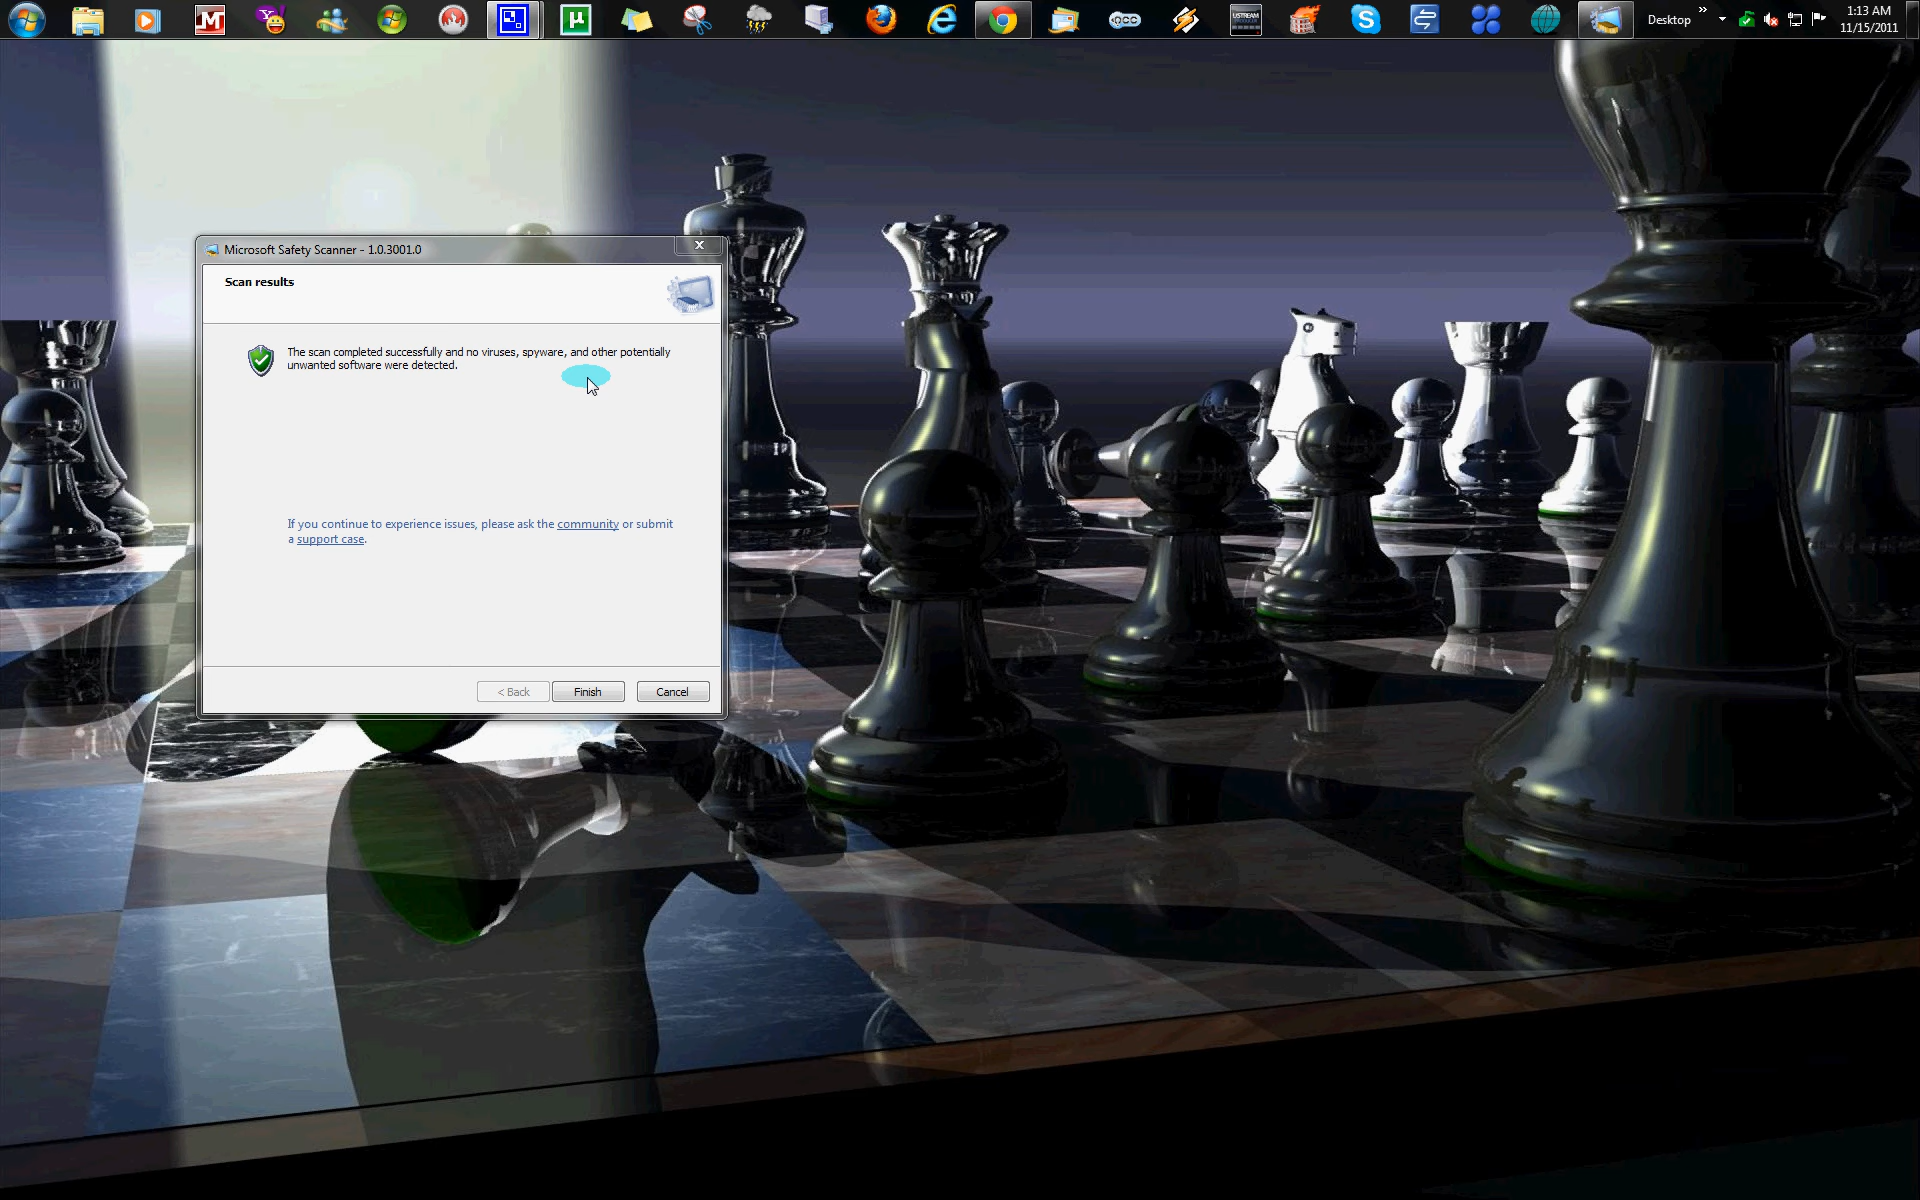 Desktop
»
1:13 AM
11/15/2011
USTREAM
Microsoft Safety Scanner - 1.0.3001.0
Scan results
The scan completed successfully and no viruses, spyware, and other potentially
unwanted software were detected.
If you continue to experience issues, please ask the community or submit
a support case.
< Back
Finish
Cancel